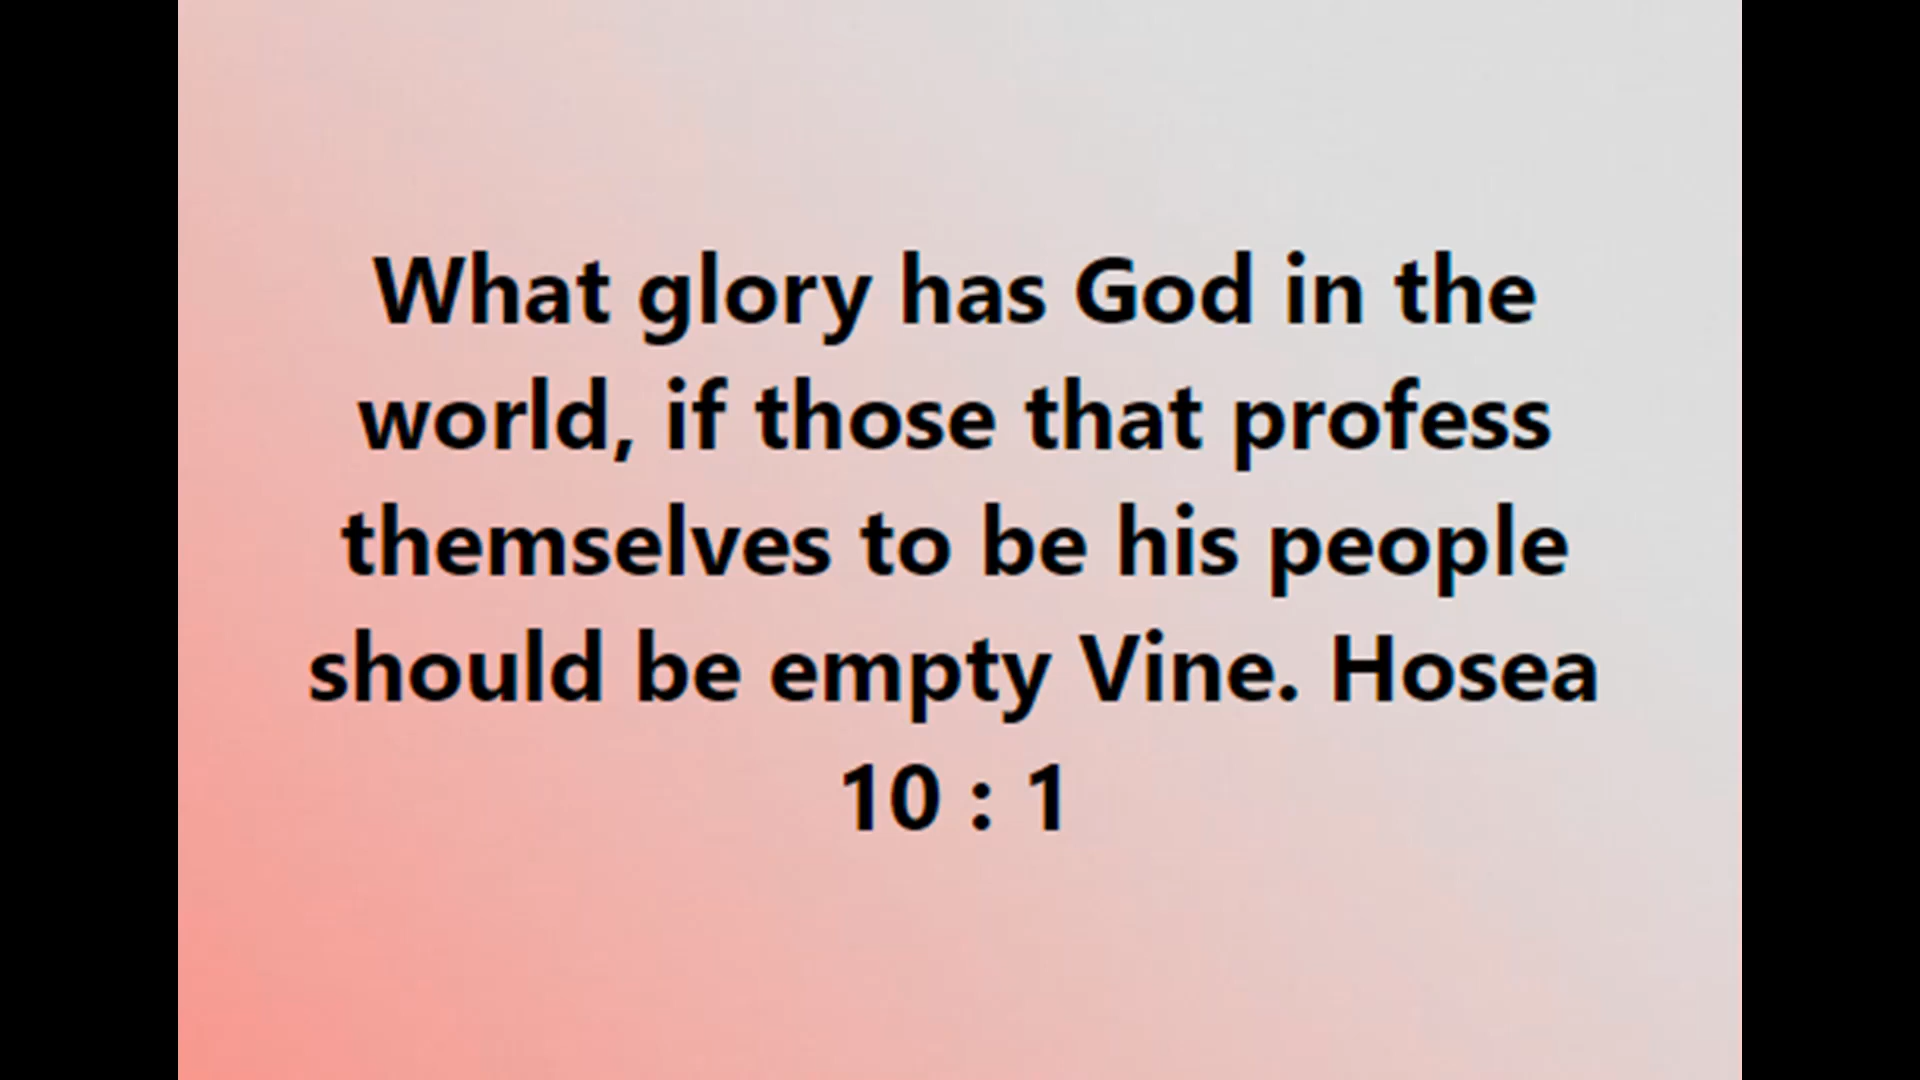 What glory has God in the
world, if those that profess
themselves to be his people
should be empty Vine. Hosea
10 : 1